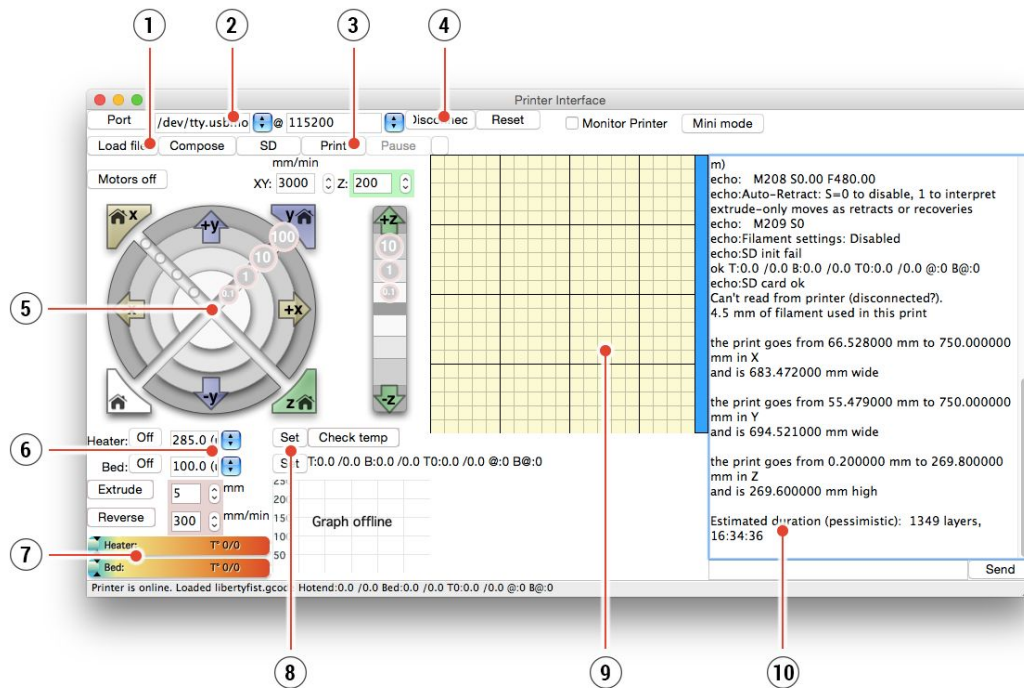 1
2
3
4
Printer Interface
Port
/dev/tty.usb
@ 115200
Reset
Monitor Printer
Mini mode
Load file
Compose
SD
Print
Pause
Motors off
mm/min
XY: 3000
Z: 200
x
+y
y
100
10
1
0.1
+x
-y
z
+z
10
1
0.1
-z
5
m)
echo: M208 S0.00 F480.00
echo:Auto-Retract: S=0 to disable, 1 to interpret
extrude-only moves as retracts or recoveries
echo: M209 S0
echo:Filament settings: Disabled
echo:SD init fail
ok T:0.0 /0.0 B:0.0 /0.0 T0:0.0 /0.0 @:0 B@:0
echo:SD card ok
Can't read from printer (disconnected?).
4.5 mm of filament used in this print
the print goes from 66.528000 mm to 750.000000
mm in X
and is 683.472000 mm wide
the print goes from 55.479000 mm to 750.000000
mm in Y
and is 694.521000 mm wide
the print goes from 0.200000 mm to 269.800000
mm in Z
and is 269.600000 mm high
Estimated duration (pessimistic): 1349 layers,
16:34:36
Send
Heater: Off 285.0 (
Set
Check temp
6
Bed: Off 100.0 (
Set
T:0.0 /0.0 B:0.0 /0.0 T0:0.0 /0.0 @:0 B@:0
Extrude
5 mm
Reverse
300 mm/min
150
50
Graph offline
7
Heater: T° 0/0
Bed: T° 0/0
Printer is online. Loaded libertyfist.gcode Hotend:0.0 /0.0 Bed:0.0 /0.0 T0:0.0 /0.0 @:0 B@:0
8
9
10